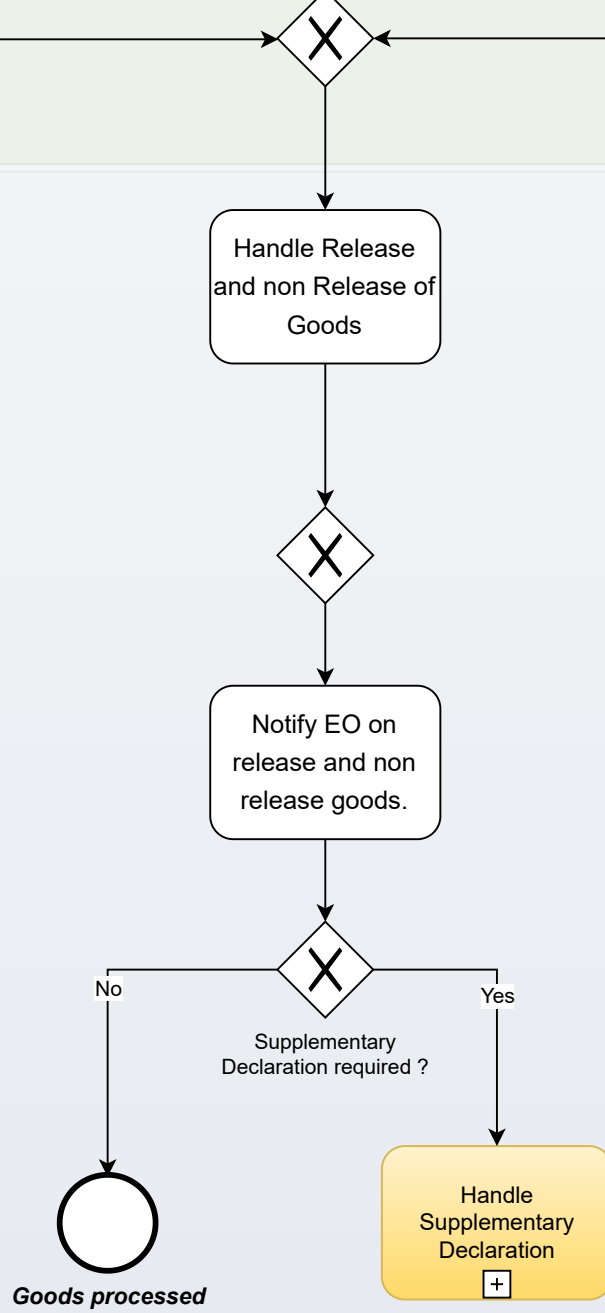 Handle Release
and non Release of
Goods
Notify EO on
release and non
release goods.
No
Yes
Supplementary
Declaration required ?
Handle
Supplementary
Declaration
Goods processed